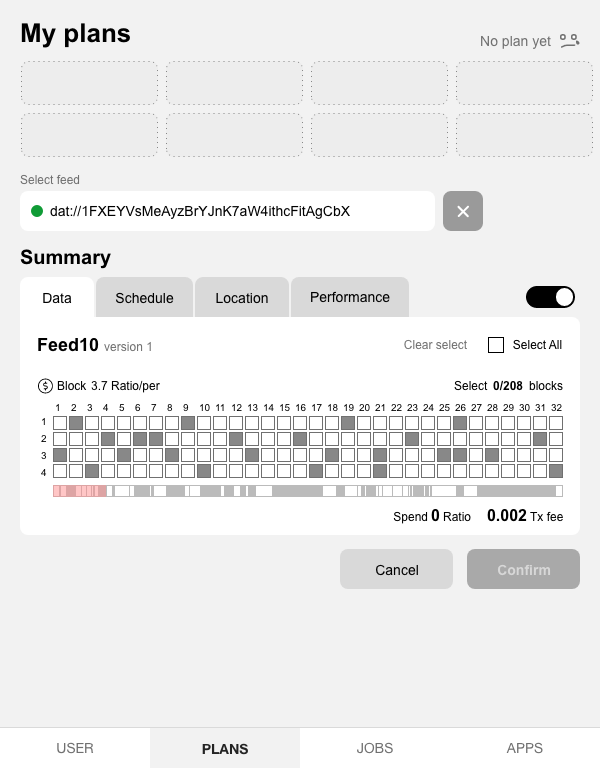 My plans
No plan yet
Select feed
dat://1FXEYVsMeAyzBrYJnK7aW4ithcFitAgCbX
Summary
Data Schedule Location Performance
Feed10 version 1 Clear select Select All
Block 3.7 Ratio/per Select 0/208 blocks
1 2 3 4 5 6 7 8 9 10 11 12 13 14 15 16 17 18 19 20 21 22 23 24 25 26 27 28 29 30 31 32
1
2
3
4
Spend 0 Ratio 0.002 Tx fee
Cancel Confirm
USER PLANS JOBS APPS